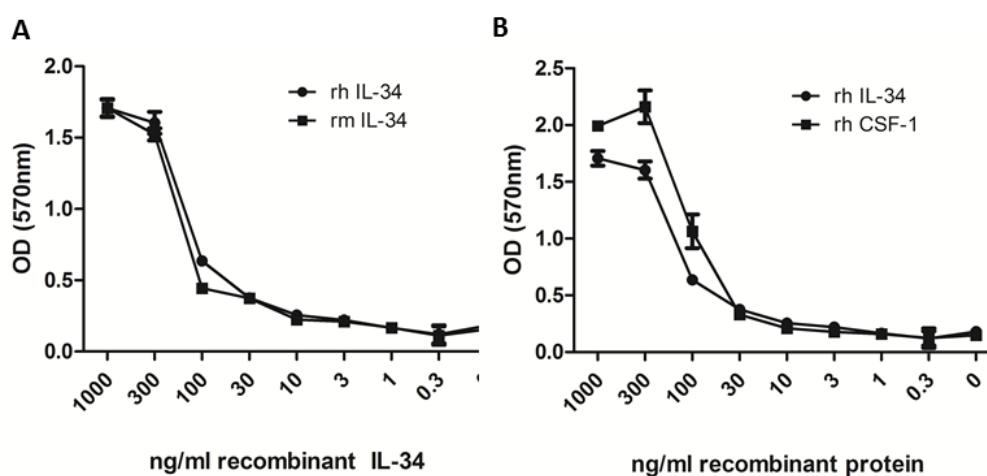 A
2.0
1.5
1.0
0.5
0.0
OD (570nm)
rh IL-34
rm IL-34
1000
300
100
30
10
3
1
0.3
ng/ml recombinant IL-34
B
2.5
2.0
1.5
1.0
0.5
0.0
OD (570nm)
rh IL-34
rh CSF-1
1000
300
100
30
10
3
1
0.3
0
ng/ml recombinant protein